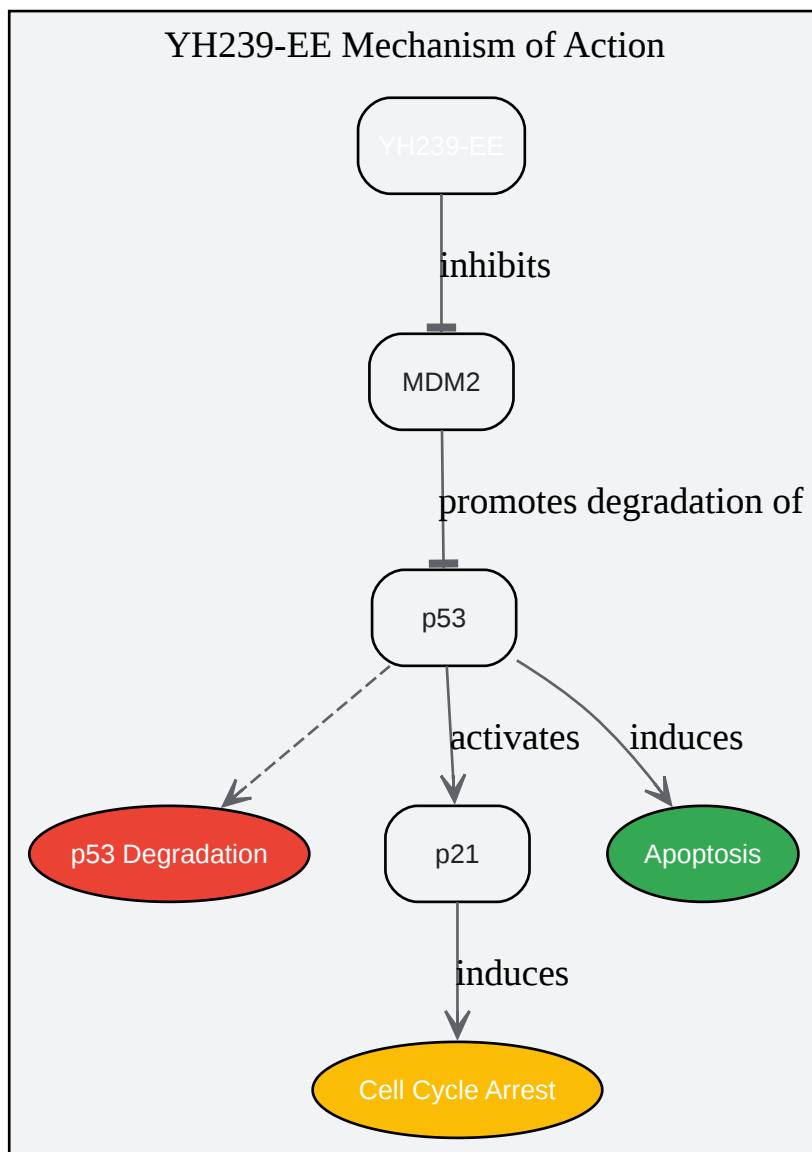 YH239-EE Mechanism of Action
YH239-EE
inhibits
MDM2
promotes degradation of
p53
activates
induces
p53 Degradation
p21
Apoptosis
induces
Cell Cycle Arrest